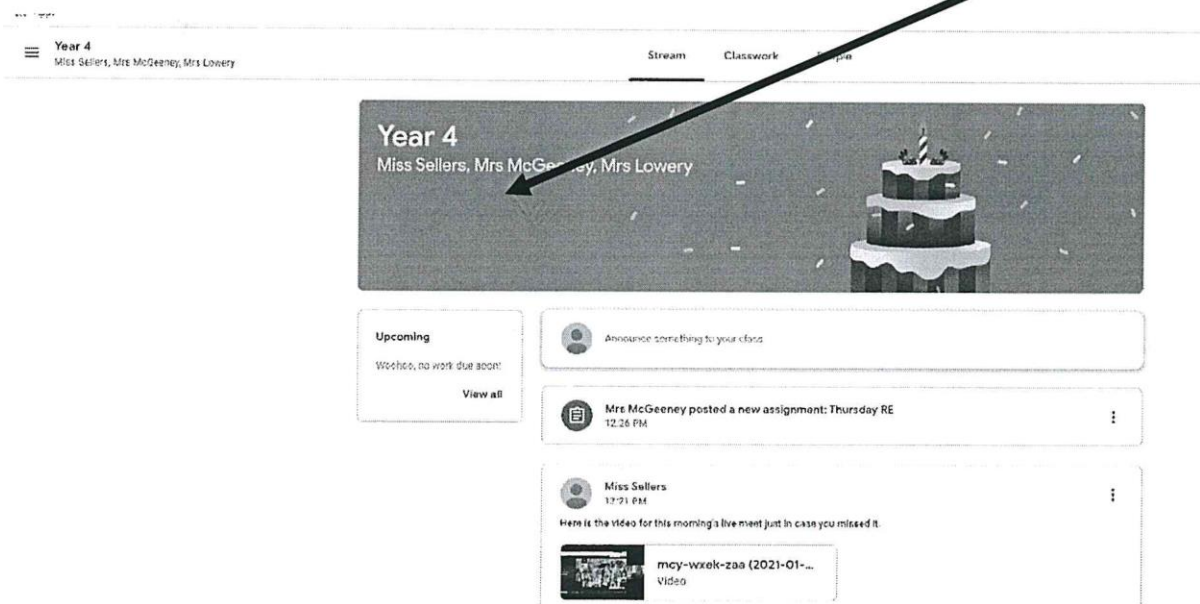 Year 4
Miss Sellers, Mrs McGeeney, Mrs Lowery
Stream
Classwork
Year 4
Miss Sellers, Mrs McGeeney, Mrs Lowery
Upcoming
Woohoo, no work due soon!
View all
Announce something to your class
Mrs McGeeney posted a new assignment: Thursday RE
12:26 PM
Miss Sellers
12:21 PM
Here is the video for this morning's live meet just in case you missed it.
mcy-wxek-zaa (2021-01-...
Video